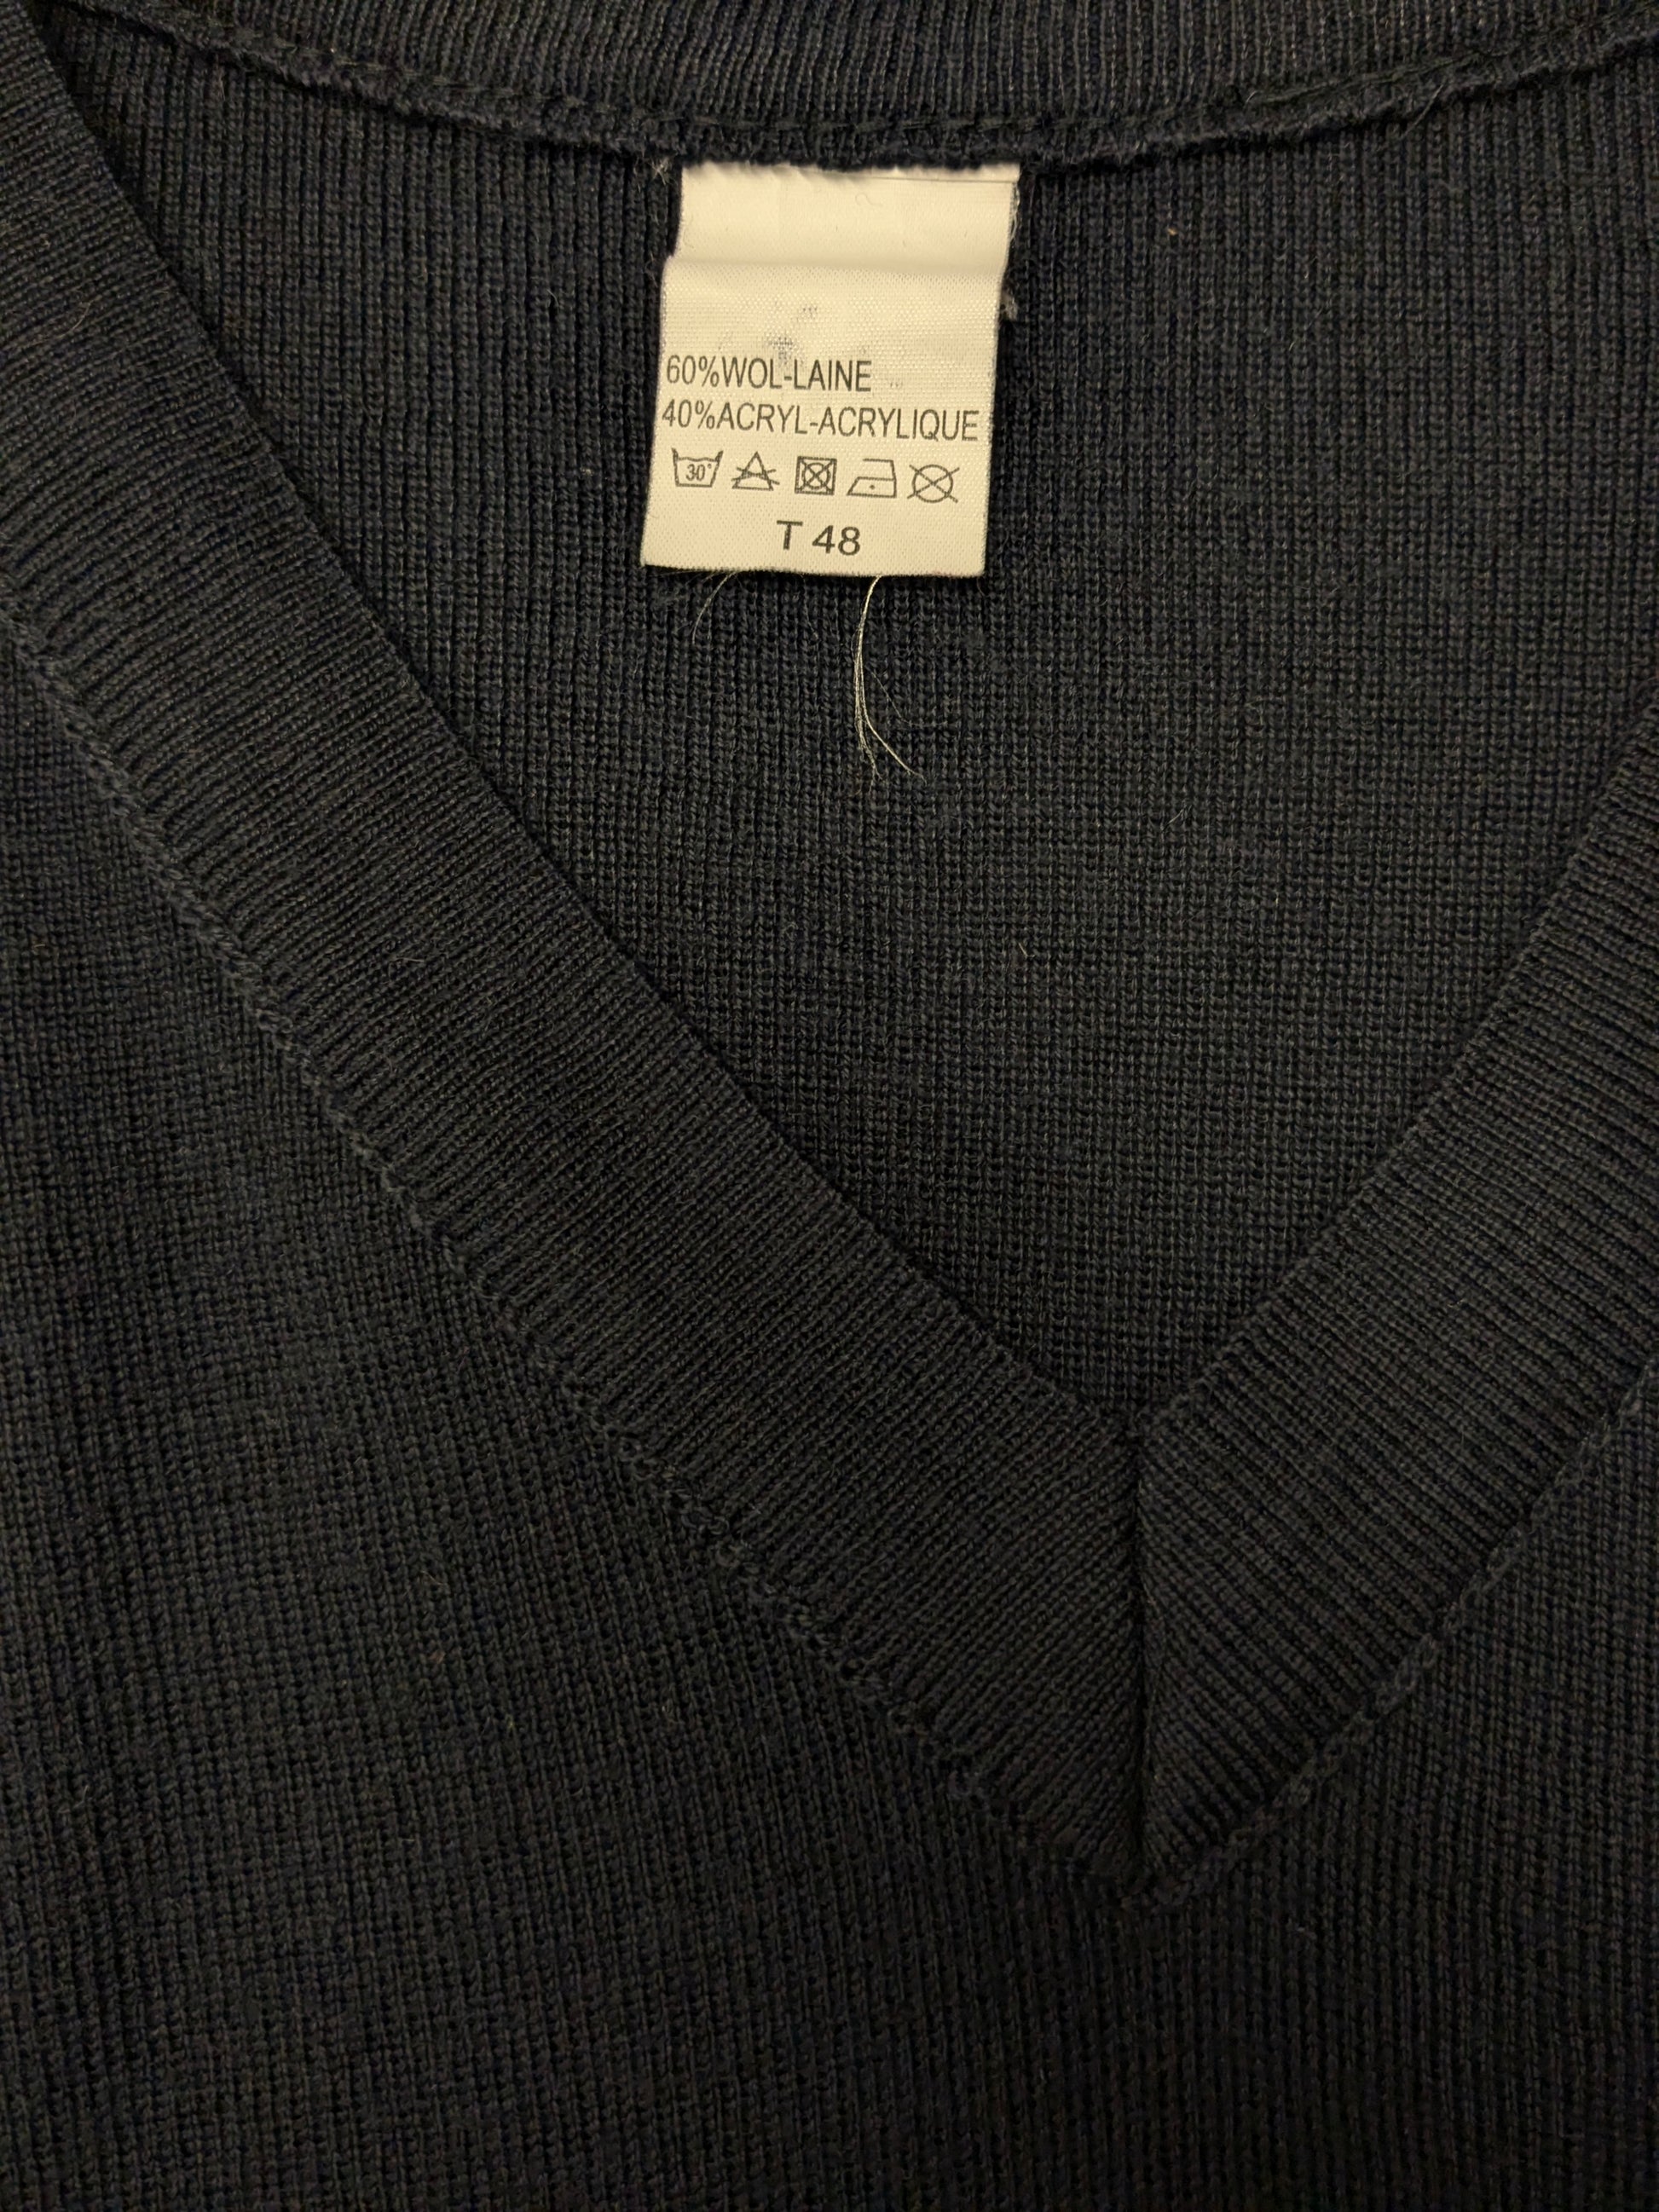 60%WOL-LAINE
40%ACRYL-ACRYLIQUE
30°
T 48